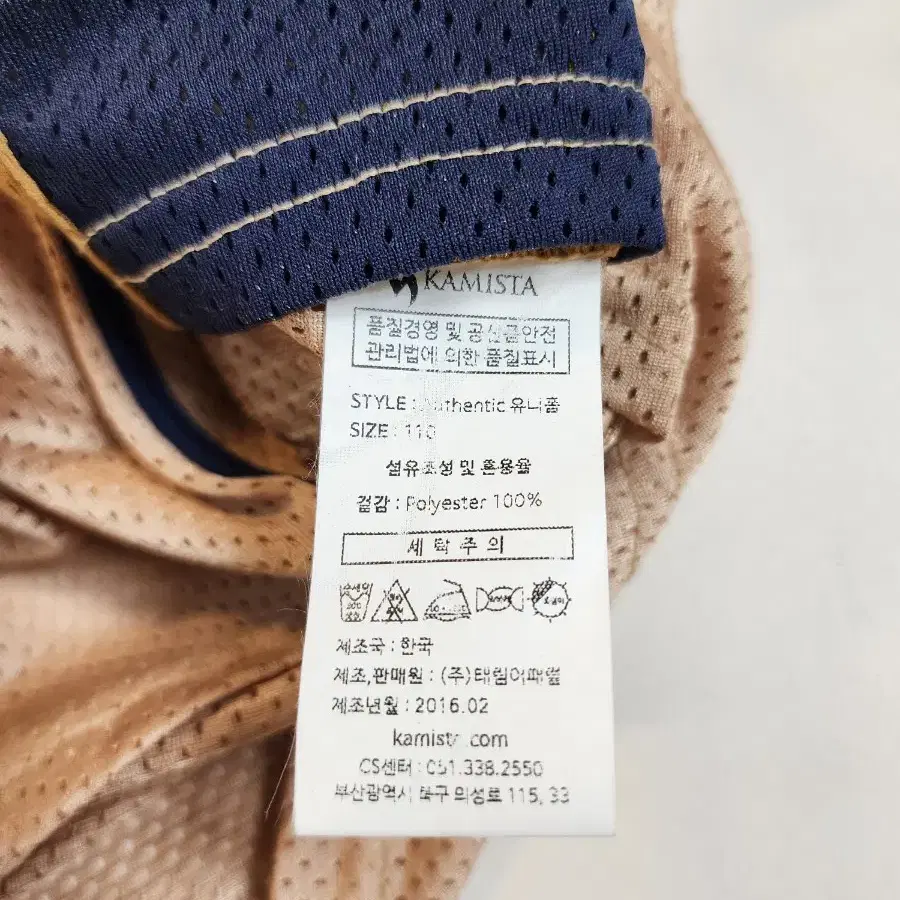 KAMISTA
품질경영 및 공산품안전
관리법에 의한 품질표시
STYLE : Authentic 유니폼
SIZE : 110
섬유조성 및 혼용율
겉감 : Polyester 100%
세 탁 주 의
제조국 : 한국
제조,판매원 : (주)태림어패럴
제조년월 : 2016.02
kamista.com
CS센터 : 051.338.2550
부산광역시 북구 의성로 115, 33